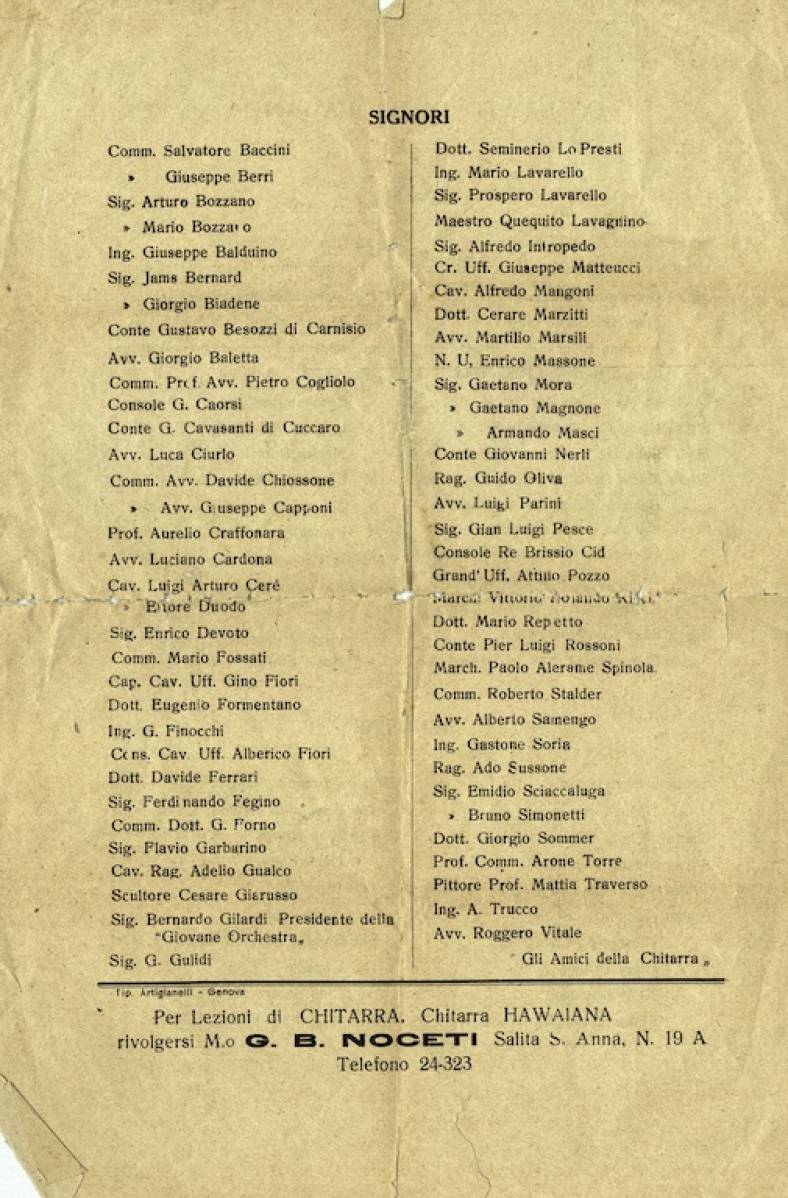 SIGNORI
Comm. Salvatore Baccini
» Giuseppe Berri
Sig. Arturo Bozzano
» Mario Bozzano
Ing. Giuseppe Balduino
Sig. Jams Bernard
» Giorgio Biadene
Conte Gustavo Besozzi di Carnisio
Avv. Giorgio Baletta
Comm. Prof. Avv. Pietro Cogliolo
Console G. Caorsi
Conte G. Cavasanti di Cuccaro
Avv. Luca Ciurlo
Comm. Avv. Davide Chiossone
» Avv. Giuseppe Capponi
Prof. Aurelio Craffonara
Avv. Luciano Cardona
Cav. Luigi Arturo Ceré
» Ettore Duodo
Sig. Enrico Devoto
Comm. Mario Fossati
Cap. Cav. Uff. Gino Fiori
Dott. Eugenio Formentano
Ing. G. Finocchi
Cons. Cav. Uff. Alberico Fiori
Dott. Davide Ferrari
Sig. Ferdinando Fegino
Comm. Dott. G. Forno
Sig. Flavio Garbarino
Cav. Rag. Adelio Gualco
Scultore Cesare Giarusso
Sig. Bernardo Gilardi Presidente della
"Giovane Orchestra„
Sig. G. Gulidi
Dott. Seminerio Lo Presti
Ing. Mario Lavarello
Sig. Prospero Lavarello
Maestro Quequito Lavagnino
Sig. Alfredo Intropedo
Cr. Uff. Giuseppe Matteucci
Cav. Alfredo Mangoni
Dott. Cerare Marzitti
Avv. Martilio Marsili
N. U. Enrico Massone
Sig. Gaetano Mora
» Gaetano Magnone
» Armando Masci
Conte Giovanni Nerli
Rag. Guido Oliva
Avv. Luigi Parini
Sig. Gian Luigi Pesce
Console Re Brissio Cid
Grand' Uff. Attilio Pozzo
March. Vittorio Rolando
Dott. Mario Repetto
Conte Pier Luigi Rossoni
March. Paolo Alerame Spinola
Comm. Roberto Stalder
Avv. Alberto Samengo
Ing. Gastone Soria
Rag. Ado Sussone
Sig. Emidio Sciaccaluga
» Bruno Simonetti
Dott. Giorgio Sommer
Prof. Comm. Arone Torre
Pittore Prof. Mattia Traverso
Ing. A. Trucco
Avv. Roggero Vitale
" Gli Amici della Chitarra „
Tip. Artigianelli - Genova
Per Lezioni di CHITARRA. Chitarra HAWAIANA
rivolgersi M.o G. B. NOCETI Salita S. Anna, N. 19 A
Telefono 24-323